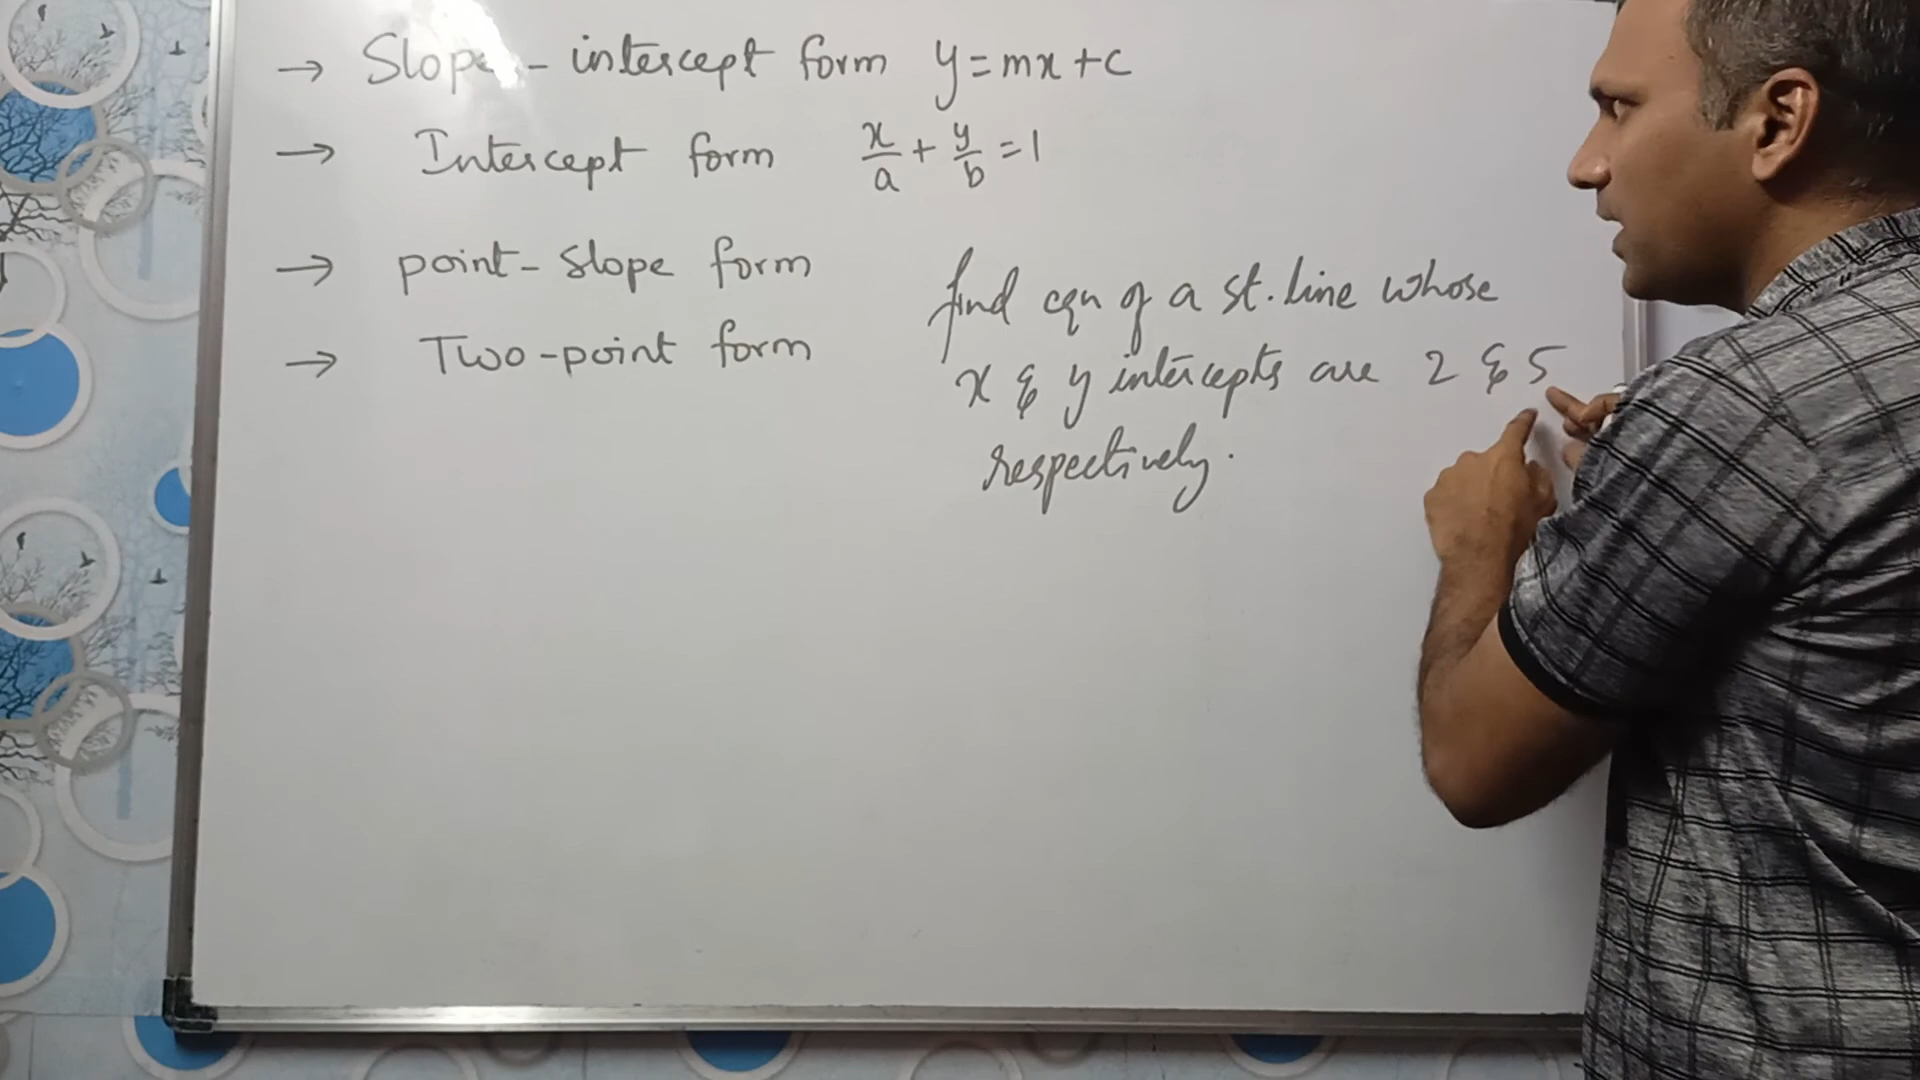 → Slope - intercept form y = mx + c
→ Intercept form x/a + y/b = 1
→ point - slope form
→ Two - point form
find eqn of a st. line whose
x & y intercepts are 2 & 5
respectively.